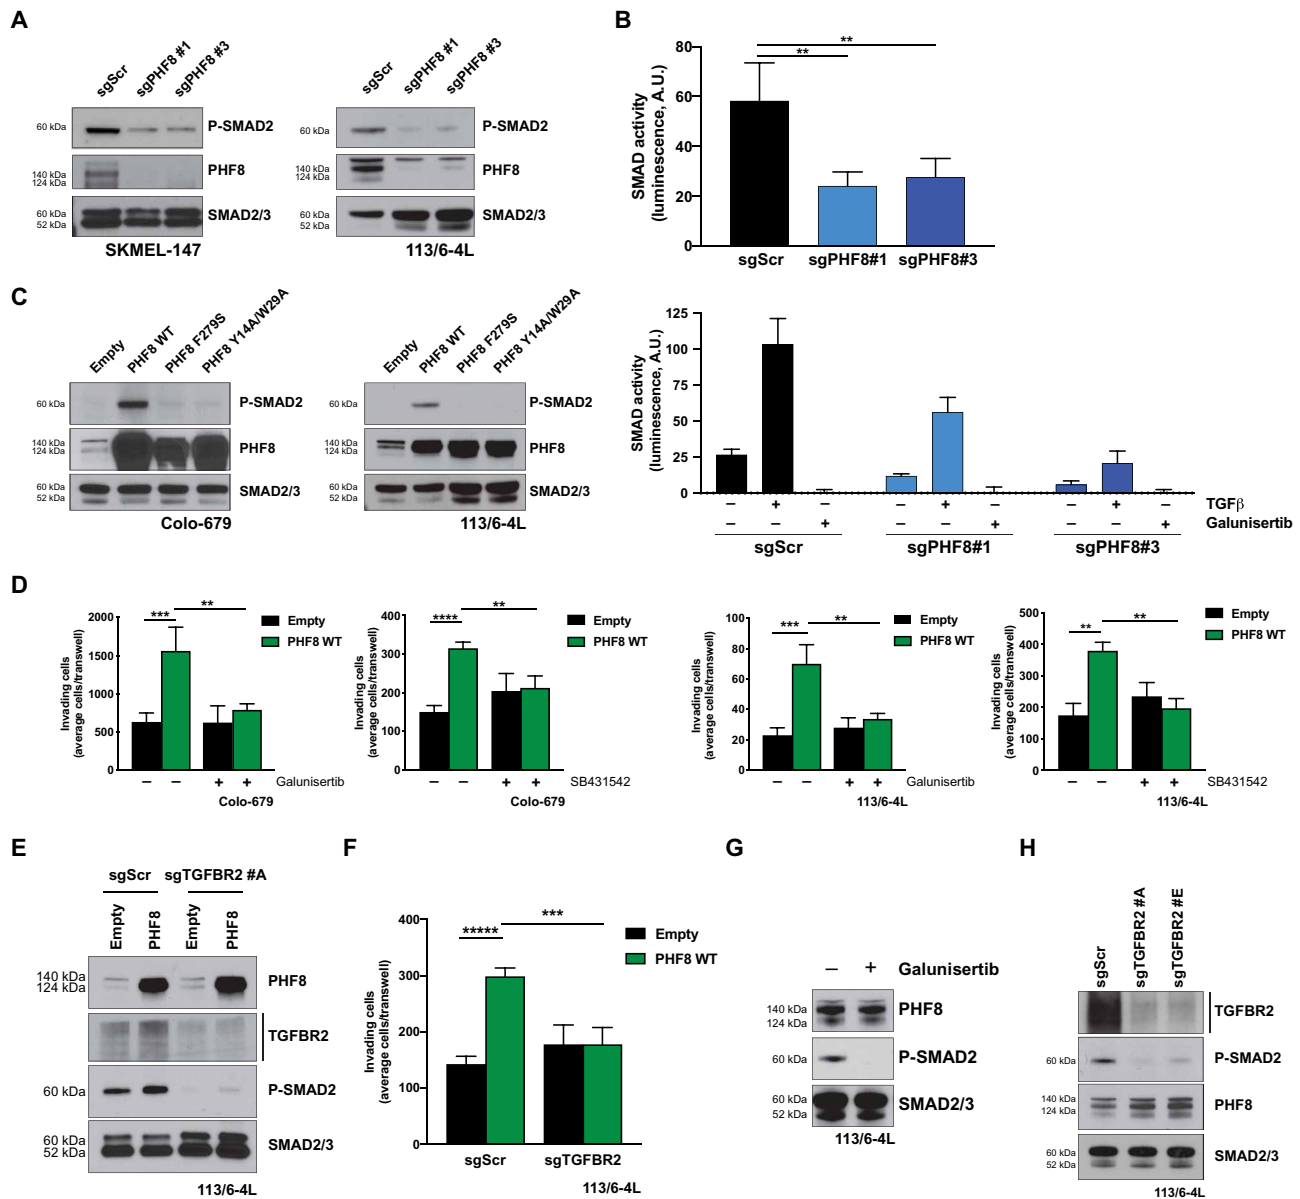 A
sgScr
sgPHF8 #1
sgPHF8 #3
60 kDa
P-SMAD2
140 kDa
124 kDa
PHF8
60 kDa
52 kDa
SMAD2/3
SKMEL-147
sgScr
sgPHF8 #1
sgPHF8 #3
60 kDa
P-SMAD2
140 kDa
124 kDa
PHF8
60 kDa
52 kDa
SMAD2/3
113/6-4L
B
SMAD activity
(luminescence, A.U.)
80
60
40
20
0
**
**
sgScr
sgPHF8#1
sgPHF8#3
SMAD activity
(luminescence, A.U.)
125
100
75
50
25
0
– + – – + – – + – TGFβ
– – + – – + – – + Galunisertib
sgScr
sgPHF8#1
sgPHF8#3
C
Empty
PHF8 WT
PHF8 F279S
PHF8 Y14A/W29A
60 kDa
P-SMAD2
140 kDa
124 kDa
PHF8
60 kDa
52 kDa
SMAD2/3
Colo-679
Empty
PHF8 WT
PHF8 F279S
PHF8 Y14A/W29A
60 kDa
P-SMAD2
140 kDa
124 kDa
PHF8
60 kDa
52 kDa
SMAD2/3
113/6-4L
D
Invading cells
(average cells/transwell)
2000
1500
1000
500
0
***
**
Empty
PHF8 WT
– – + + Galunisertib
Colo-679
Invading cells
(average cells/transwell)
400
300
200
100
0
****
**
Empty
PHF8 WT
– – + + SB431542
Colo-679
Invading cells
(average cells/transwell)
100
80
60
40
20
0
***
**
Empty
PHF8 WT
– – + + Galunisertib
113/6-4L
Invading cells
(average cells/transwell)
500
400
300
200
100
0
**
**
Empty
PHF8 WT
– – + + SB431542
113/6-4L
E
sgScr
sgTGFBR2 #A
Empty
PHF8
Empty
PHF8
140 kDa
124 kDa
PHF8
TGFBR2
60 kDa
P-SMAD2
60 kDa
52 kDa
SMAD2/3
113/6-4L
F
Invading cells
(average cells/transwell)
400
300
200
100
0
*****
***
Empty
PHF8 WT
sgScr
sgTGFBR2
113/6-4L
G
– + Galunisertib
140 kDa
124 kDa
PHF8
60 kDa
P-SMAD2
60 kDa
52 kDa
SMAD2/3
113/6-4L
H
sgScr
sgTGFBR2 #A
sgTGFBR2 #E
TGFBR2
60 kDa
P-SMAD2
140 kDa
124 kDa
PHF8
60 kDa
52 kDa
SMAD2/3
113/6-4L